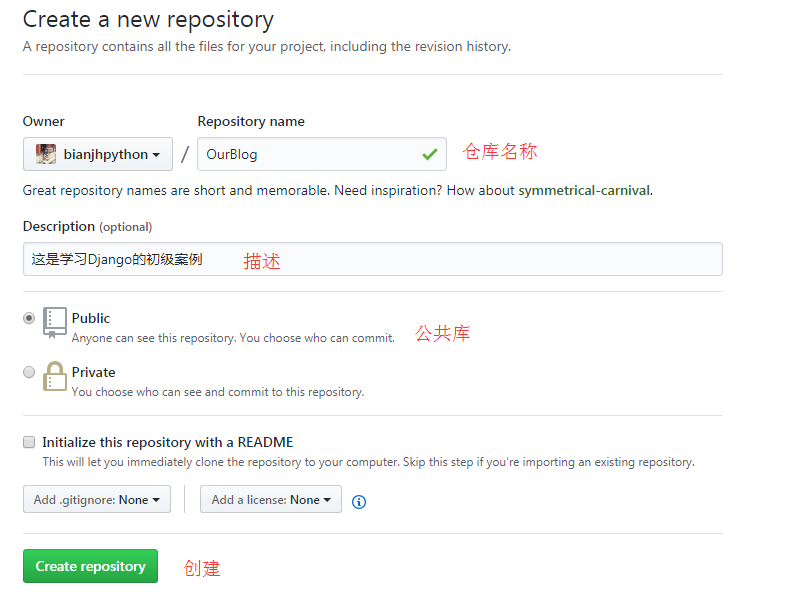 Create a new repository
A repository contains all the files for your project, including the revision history.
Owner
Repository name
bianjhpython / OurBlog 仓库名称
Great repository names are short and memorable. Need inspiration? How about symmetrical-carnival.
Description (optional)
这是学习Django的初级案例 描述
Public
Anyone can see this repository. You choose who can commit. 公共库
Private
You choose who can see and commit to this repository.
Initialize this repository with a README
This will let you immediately clone the repository to your computer. Skip this step if you’re importing an existing repository.
Add .gitignore: None
Add a license: None
Create repository 创建